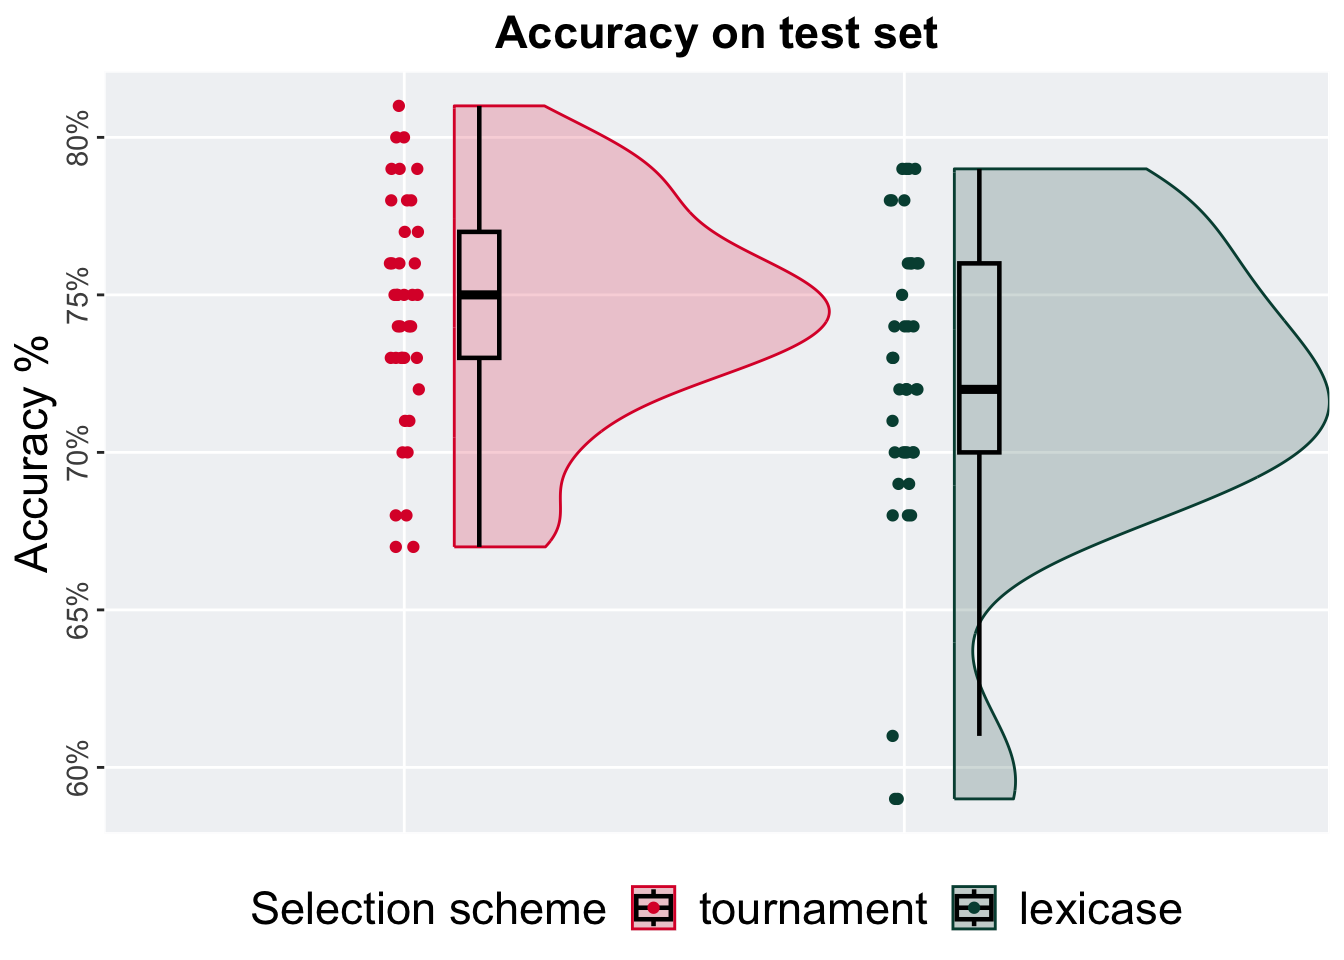 Accuracy on test set
Accuracy %
80%
75%
70%
65%
60%
Selection scheme tournament lexicase